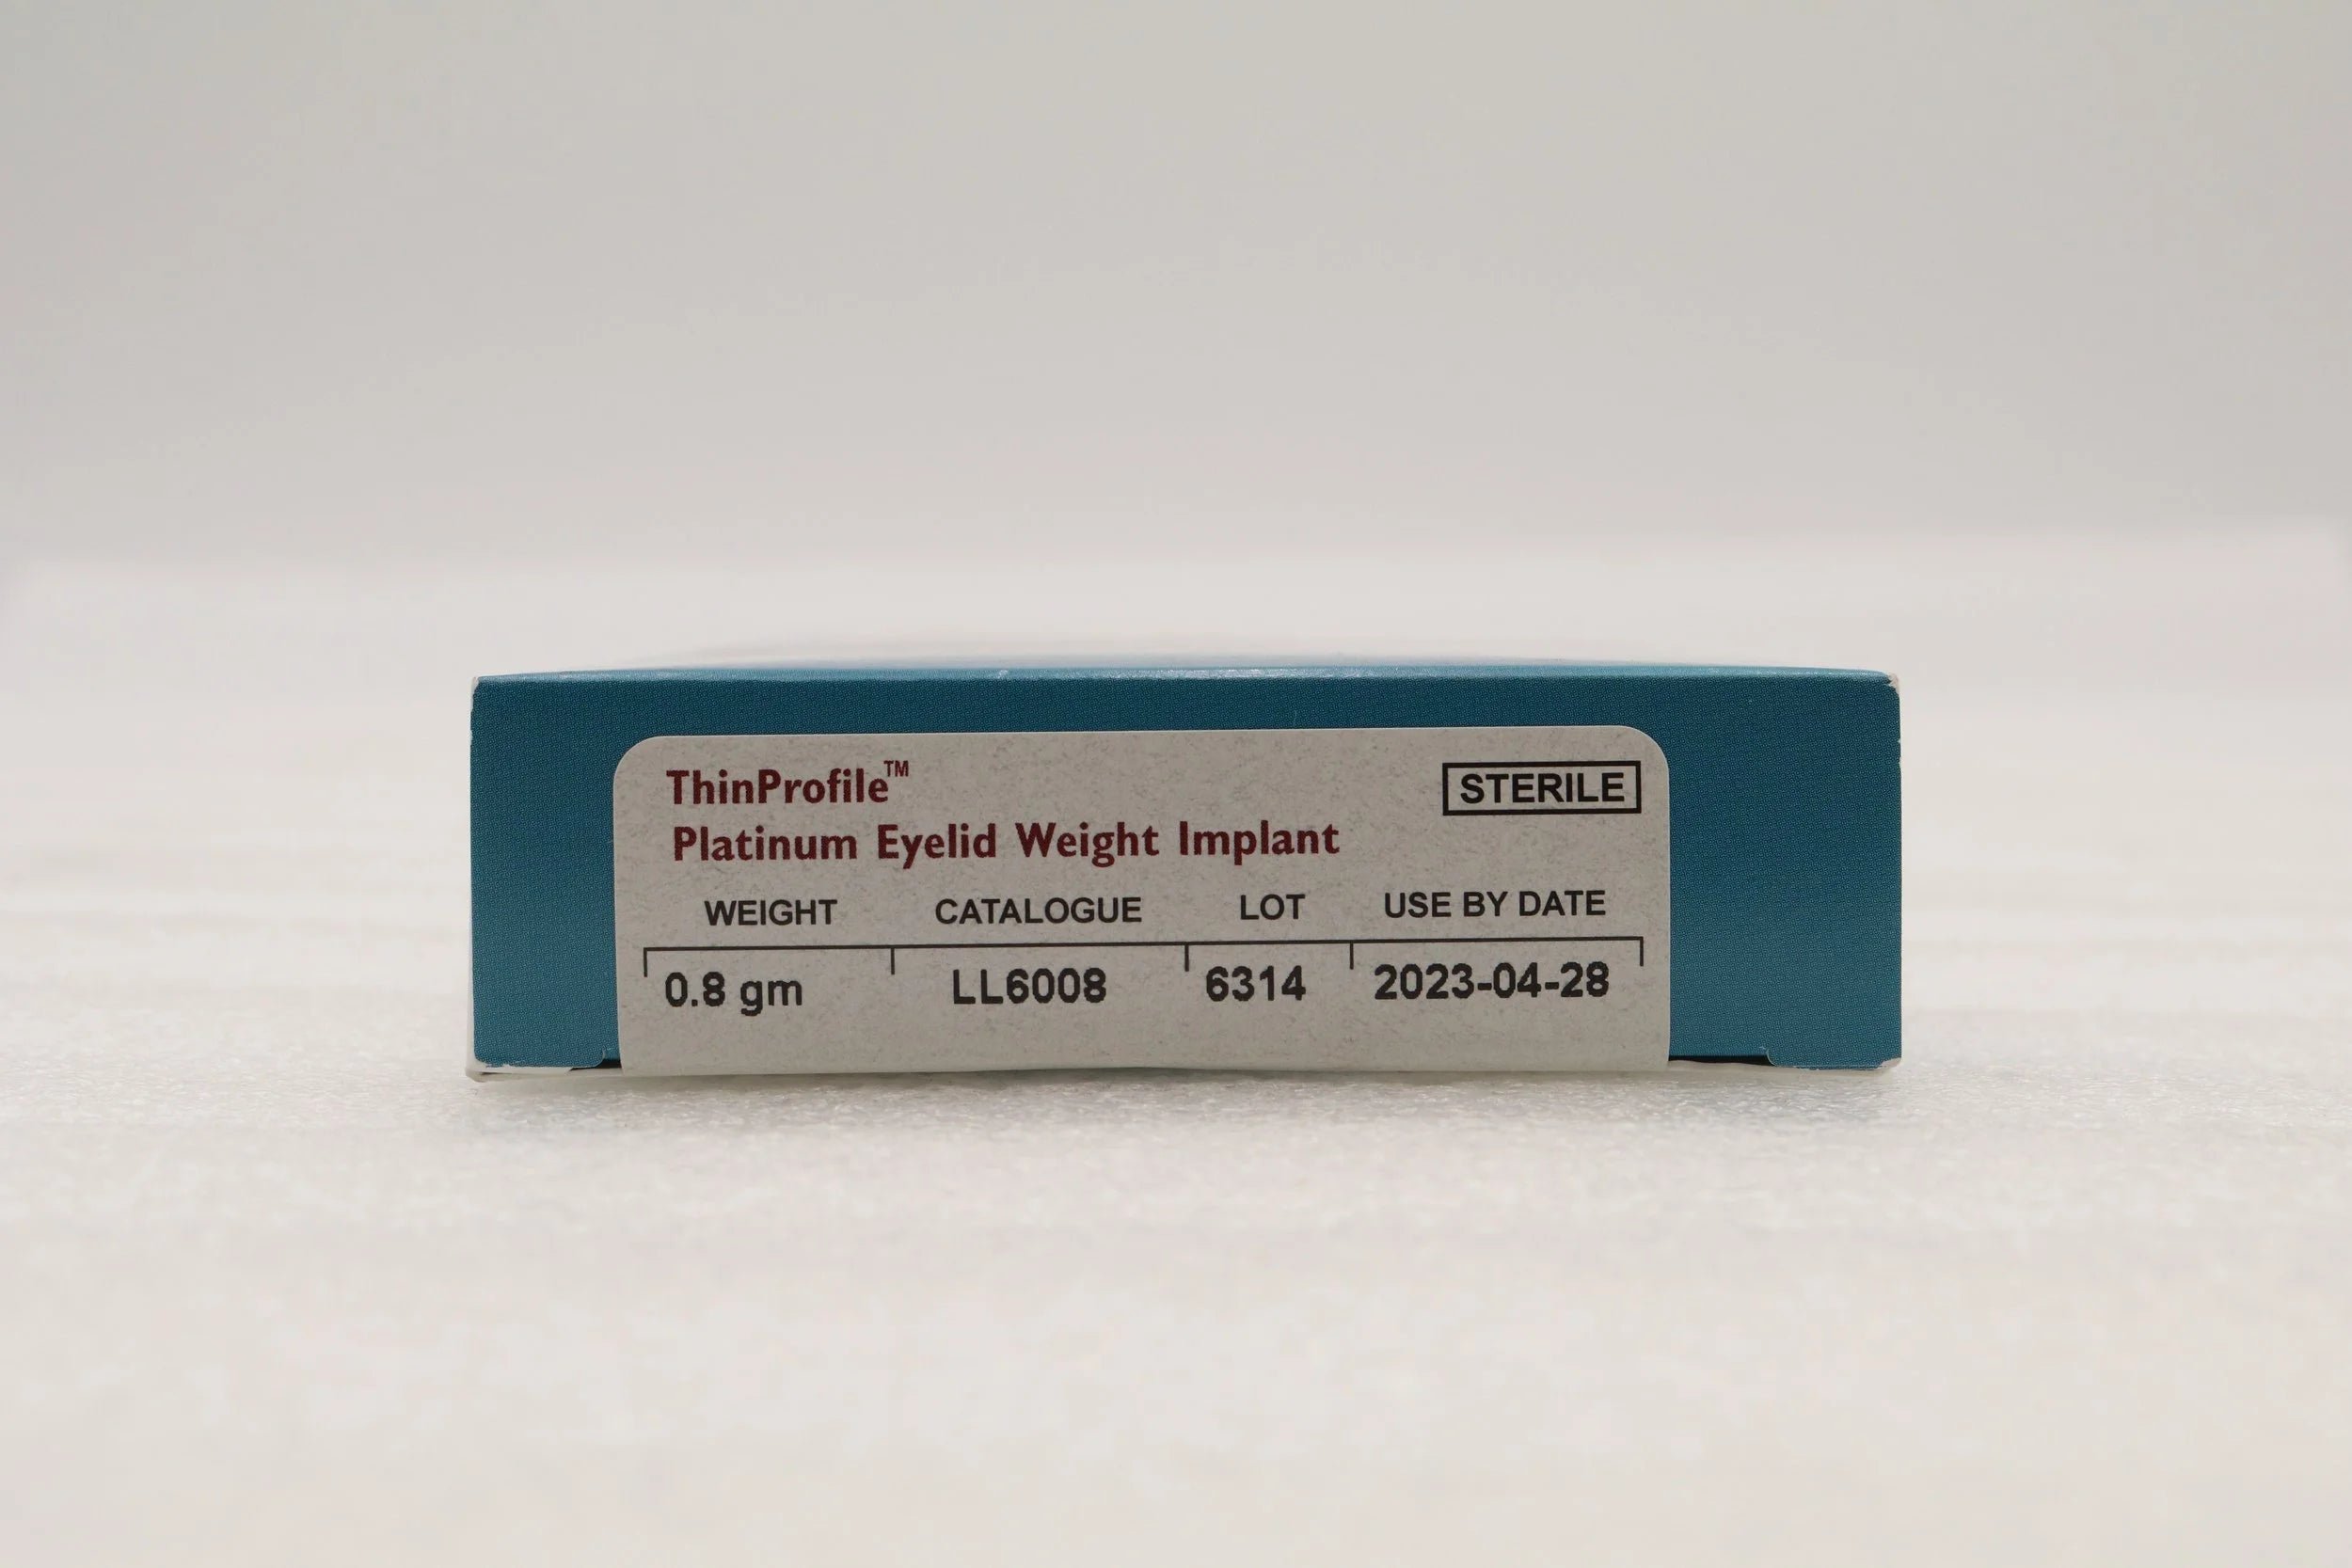 ThinProfile™
STERILE
Platinum Eyelid Weight Implant
WEIGHT CATALOGUE LOT USE BY DATE
0.8 gm LL6008 6314 2023-04-28